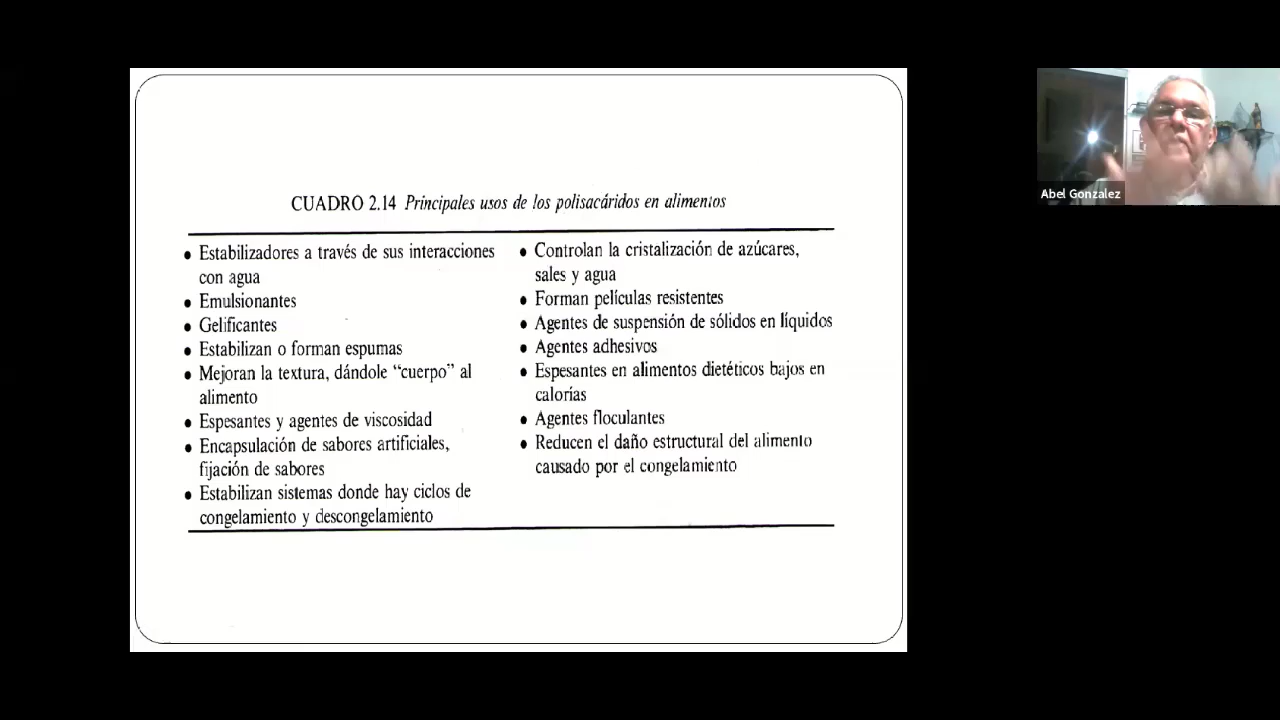 CUADRO 2.14 Principales usos de los polisacáridos en alimentos
• Estabilizadores a través de sus interacciones
con agua
• Emulsionantes
• Gelificantes
• Estabilizan o forman espumas
• Mejoran la textura, dándole “cuerpo” al
alimento
• Espesantes y agentes de viscosidad
• Encapsulación de sabores artificiales,
fijación de sabores
• Estabilizan sistemas donde hay ciclos de
congelamiento y descongelamiento
• Controlan la cristalización de azúcares,
sales y agua
• Forman películas resistentes
• Agentes de suspensión de sólidos en líquidos
• Agentes adhesivos
• Espesantes en alimentos dietéticos bajos en
calorías
• Agentes floculantes
• Reducen el daño estructural del alimento
causado por el congelamiento
Abel Gonzalez